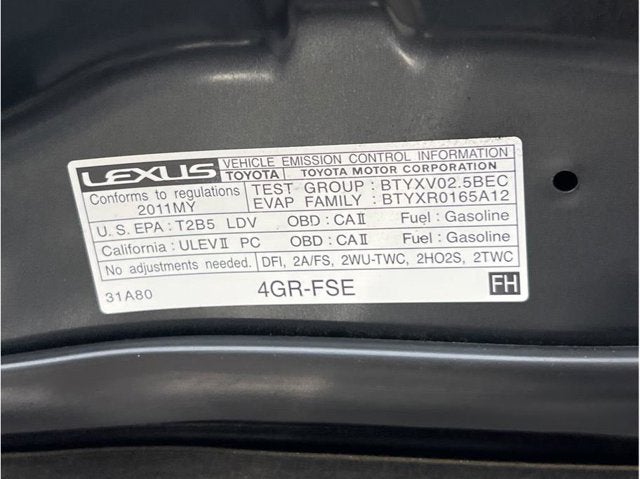 LEXUS VEHICLE EMISSION CONTROL INFORMATION
TOYOTA TOYOTA MOTOR CORPORATION
Conforms to regulations TEST GROUP : BTYXV02.5BEC
2011MY EVAP FAMILY : BTYXR0165A12
U.S. EPA : T2B5 LDV OBD : CAⅡ Fuel : Gasoline
California : ULEVⅡ PC OBD : CAⅡ Fuel : Gasoline
No adjustments needed. DFI, 2A/FS, 2WU-TWC, 2HO2S, 2TWC
31A80 4GR-FSE FH